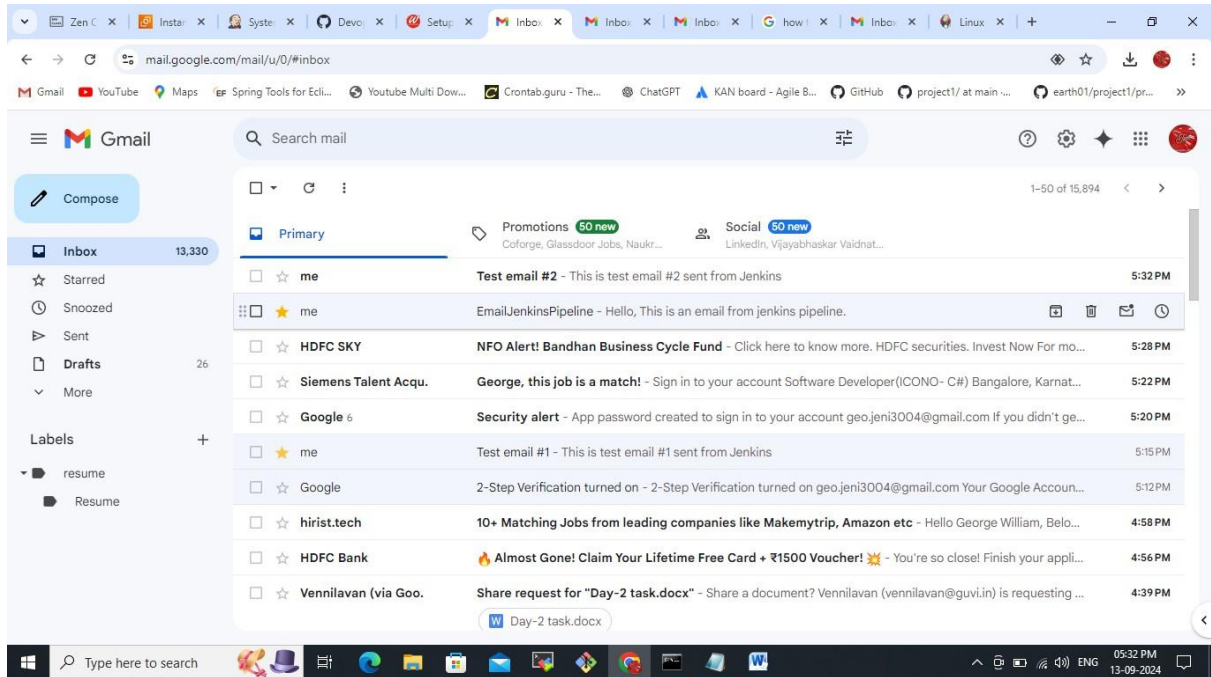 Zen C
Instar
Syste
Devo
Setup
Inbox
Inbox
Inbox
how t
Inbox
Linux
mail.google.com/mail/u/0/#inbox
Gmail YouTube Maps Spring Tools for Ecli... Youtube Multi Dow... Crontab.guru - The... ChatGPT KAN board - Agile B... GitHub project1/ at main ·... earth01/project1/pr...
Gmail
Search mail
Compose
Inbox 13,330
Starred
Snoozed
Sent
Drafts 26
More
Labels
resume
Resume
1–50 of 15,894
Primary
Promotions 50 new
Coforge, Glassdoor Jobs, Naukr...
Social 50 new
LinkedIn, Vijayabhaskar Vaidnat...
me Test email #2 - This is test email #2 sent from Jenkins 5:32 PM
me EmailJenkinsPipeline - Hello, This is an email from jenkins pipeline.
HDFC SKY NFO Alert! Bandhan Business Cycle Fund - Click here to know more. HDFC securities. Invest Now For mo... 5:28 PM
Siemens Talent Acqu. George, this job is a match! - Sign in to your account Software Developer(ICONO- C#) Bangalore, Karnat... 5:22 PM
Google 6 Security alert - App password created to sign in to your account geo.jeni3004@gmail.com If you didn't ge... 5:20 PM
me Test email #1 - This is test email #1 sent from Jenkins 5:15 PM
Google 2-Step Verification turned on - 2-Step Verification turned on geo.jeni3004@gmail.com Your Google Accoun... 5:12 PM
hirist.tech 10+ Matching Jobs from leading companies like Makemytrip, Amazon etc - Hello George William, Belo... 4:58 PM
HDFC Bank 🔥 Almost Gone! Claim Your Lifetime Free Card + ₹1500 Voucher! 💥 - You're so close! Finish your appli... 4:56 PM
Vennilavan (via Goo. Share request for "Day-2 task.docx" - Share a document? Vennilavan (vennilavan@guvi.in) is requesting ... 4:39 PM
W Day-2 task.docx
Type here to search
ENG
05:32 PM
13-09-2024